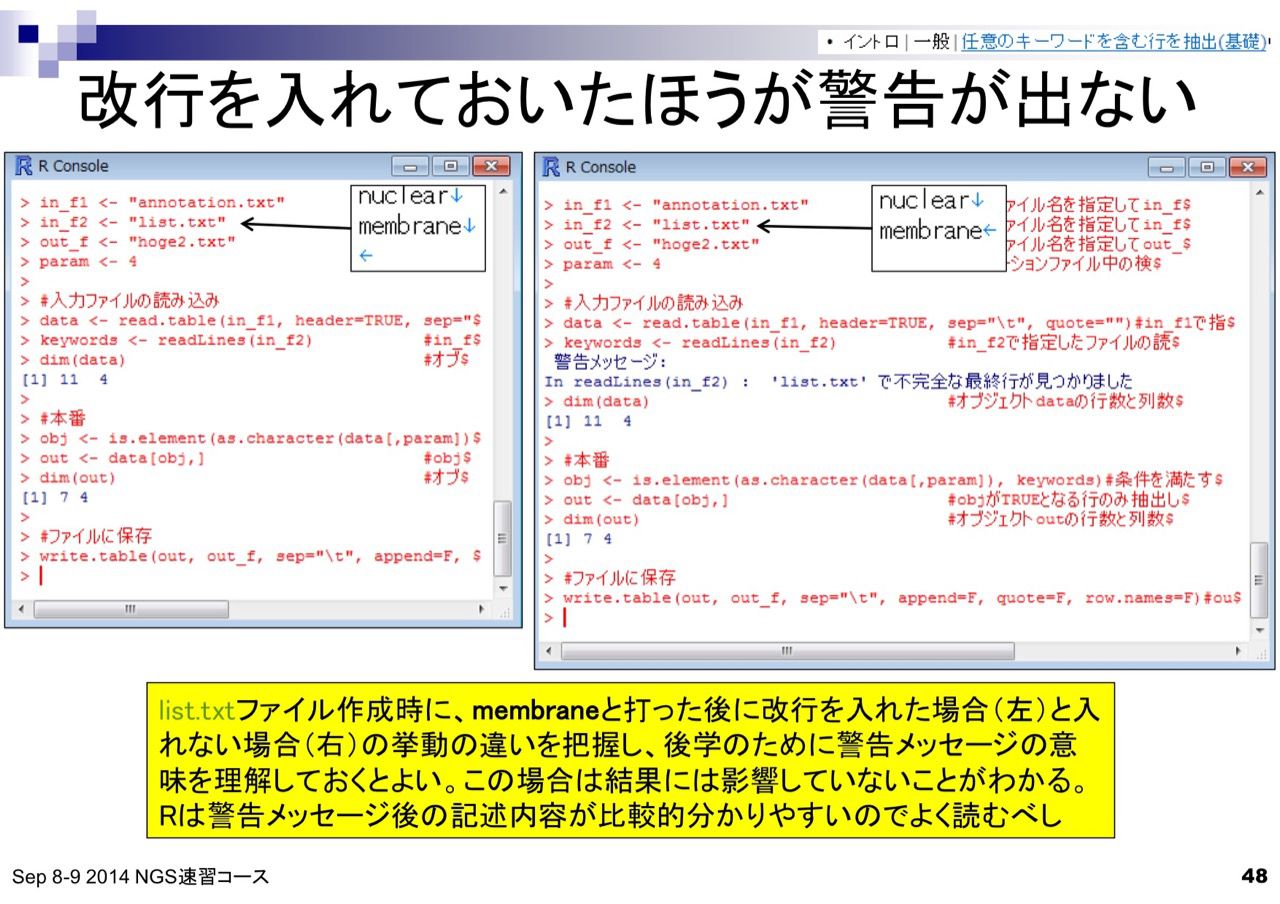 • イントロ | 一般 | 任意のキーワードを含む行を抽出(基礎)
改行を入れておいたほうが警告が出ない
R Console
> in_f1 <- "annotation.txt"
> in_f2 <- "list.txt"
> out_f <- "hoge2.txt"
> param <- 4
>
> #入力ファイルの読み込み
> data <- read.table(in_f1, header=TRUE, sep="$
> keywords <- readLines(in_f2) #in_f$
> dim(data) #オブ$
[1] 11 4
>
> #本番
> obj <- is.element(as.character(data[,param])$
> out <- data[obj,] #obj$
> dim(out) #オブ$
[1] 7 4
>
> #ファイルに保存
> write.table(out, out_f, sep="\t", append=F, $
>
nuclear↓
membrane↓
←
R Console
> in_f1 <- "annotation.txt" ァイル名を指定してin_f$
> in_f2 <- "list.txt" ァイル名を指定してin_f$
> out_f <- "hoge2.txt" ァイル名を指定してout_$
> param <- 4 ションファイル中の検$
>
> #入力ファイルの読み込み
> data <- read.table(in_f1, header=TRUE, sep="\t", quote="")#in_f1で指$
> keywords <- readLines(in_f2) #in_f2で指定したファイルの読$
警告メッセージ:
In readLines(in_f2) : 'list.txt' で不完全な最終行が見つかりました
> dim(data) #オブジェクトdataの行数と列数$
[1] 11 4
>
> #本番
> obj <- is.element(as.character(data[,param]), keywords)#条件を満たす$
> out <- data[obj,] #objがTRUEとなる行のみ抽出し$
> dim(out) #オブジェクトoutの行数と列数$
[1] 7 4
>
> #ファイルに保存
> write.table(out, out_f, sep="\t", append=F, quote=F, row.names=F)#ou$
>
nuclear↓
membrane←
list.txtファイル作成時に、membraneと打った後に改行を入れた場合（左）と入
れない場合（右）の挙動の違いを把握し、後学のために警告メッセージの意
味を理解しておくとよい。この場合は結果には影響していないことがわかる。
Rは警告メッセージ後の記述内容が比較的分かりやすいのでよく読むべし
Sep 8-9 2014 NGS速習コース
48